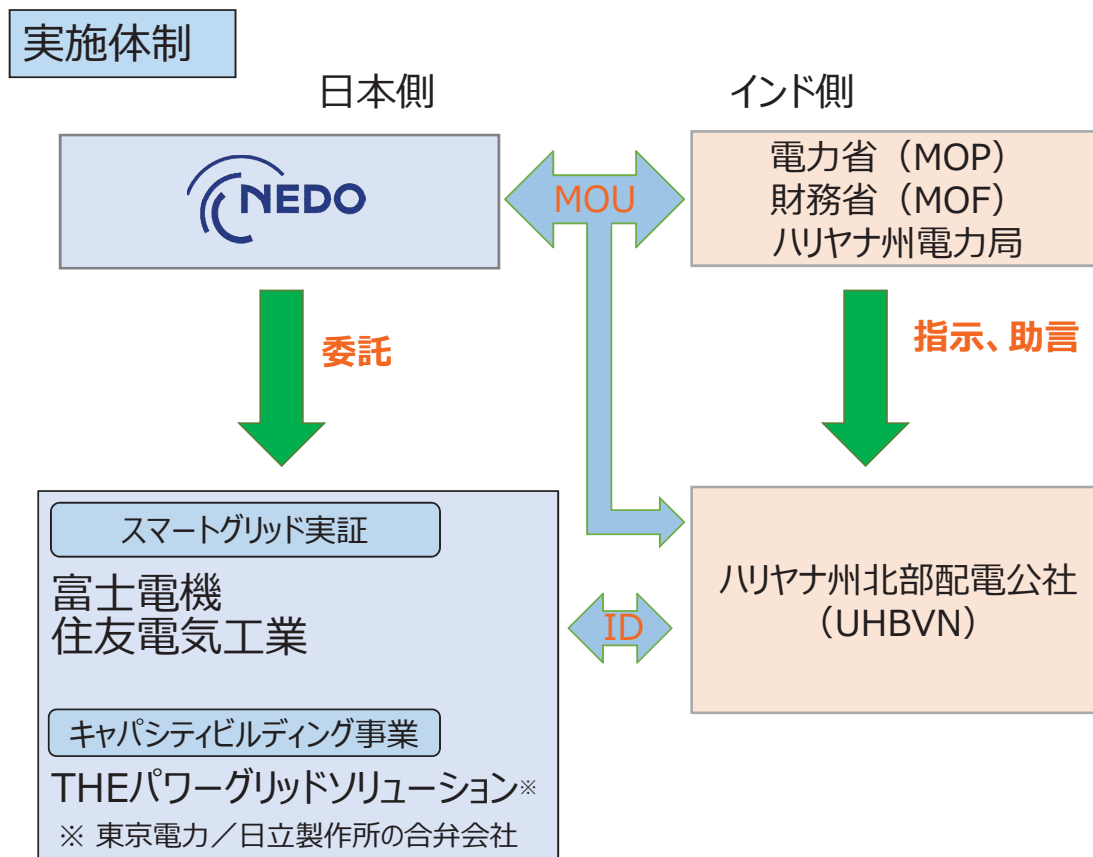 実施体制
日本側
インド側
NEDO
MOU
電力省（MOP）
財務省（MOF）
ハリヤナ州電力局
委託
指示、助言
スマートグリッド実証
富士電機
住友電気工業
ID
ハリヤナ州北部配電公社
（UHBVN）
キャパシティビルディング事業
THEパワーグリッドソリューション※
※ 東京電力／日立製作所の合弁会社